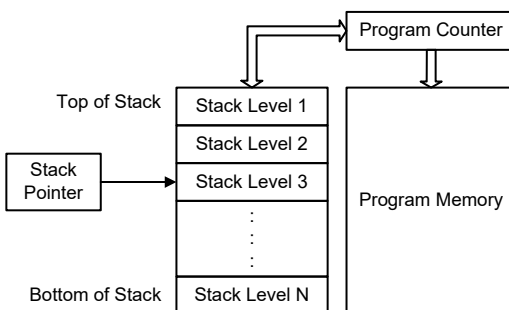 Program Counter
Top of Stack
Stack Level 1
Stack Level 2
Stack
Pointer
Stack Level 3
Program Memory
:
:
:
Bottom of Stack
Stack Level N